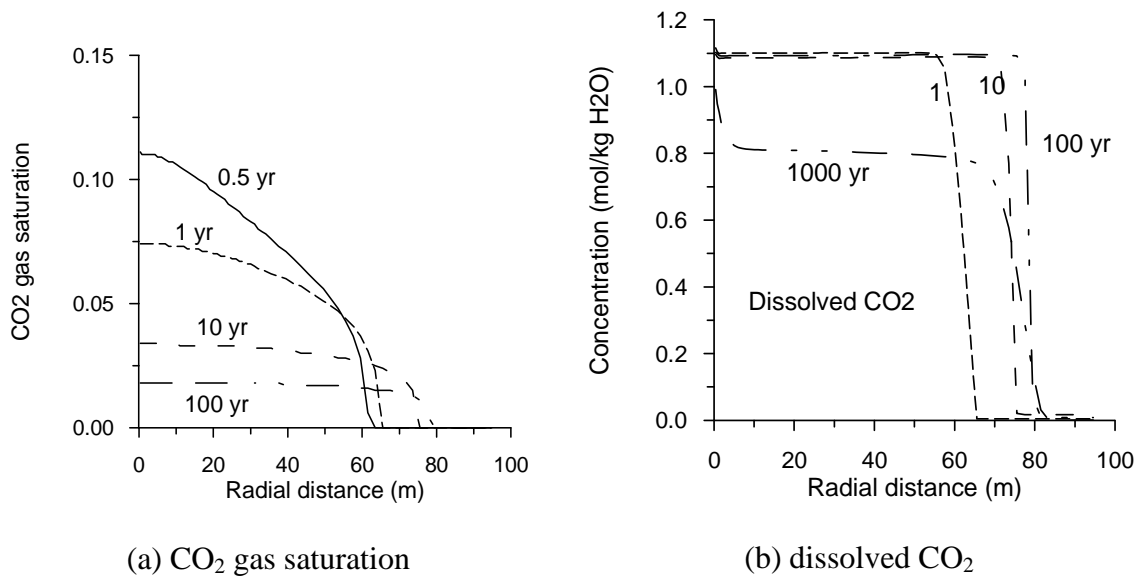 0.15
0.10
0.05
0.00
CO2 gas saturation
0.5 yr
1 yr
10 yr
100 yr
0 20 40 60 80 100
Radial distance (m)
(a) CO2 gas saturation
1.2
1.0
0.8
0.6
0.4
0.2
0.0
Concentration (mol/kg H2O)
1
10
100 yr
1000 yr
Dissolved CO2
0 20 40 60 80 100
Radial distance (m)
(b) dissolved CO2